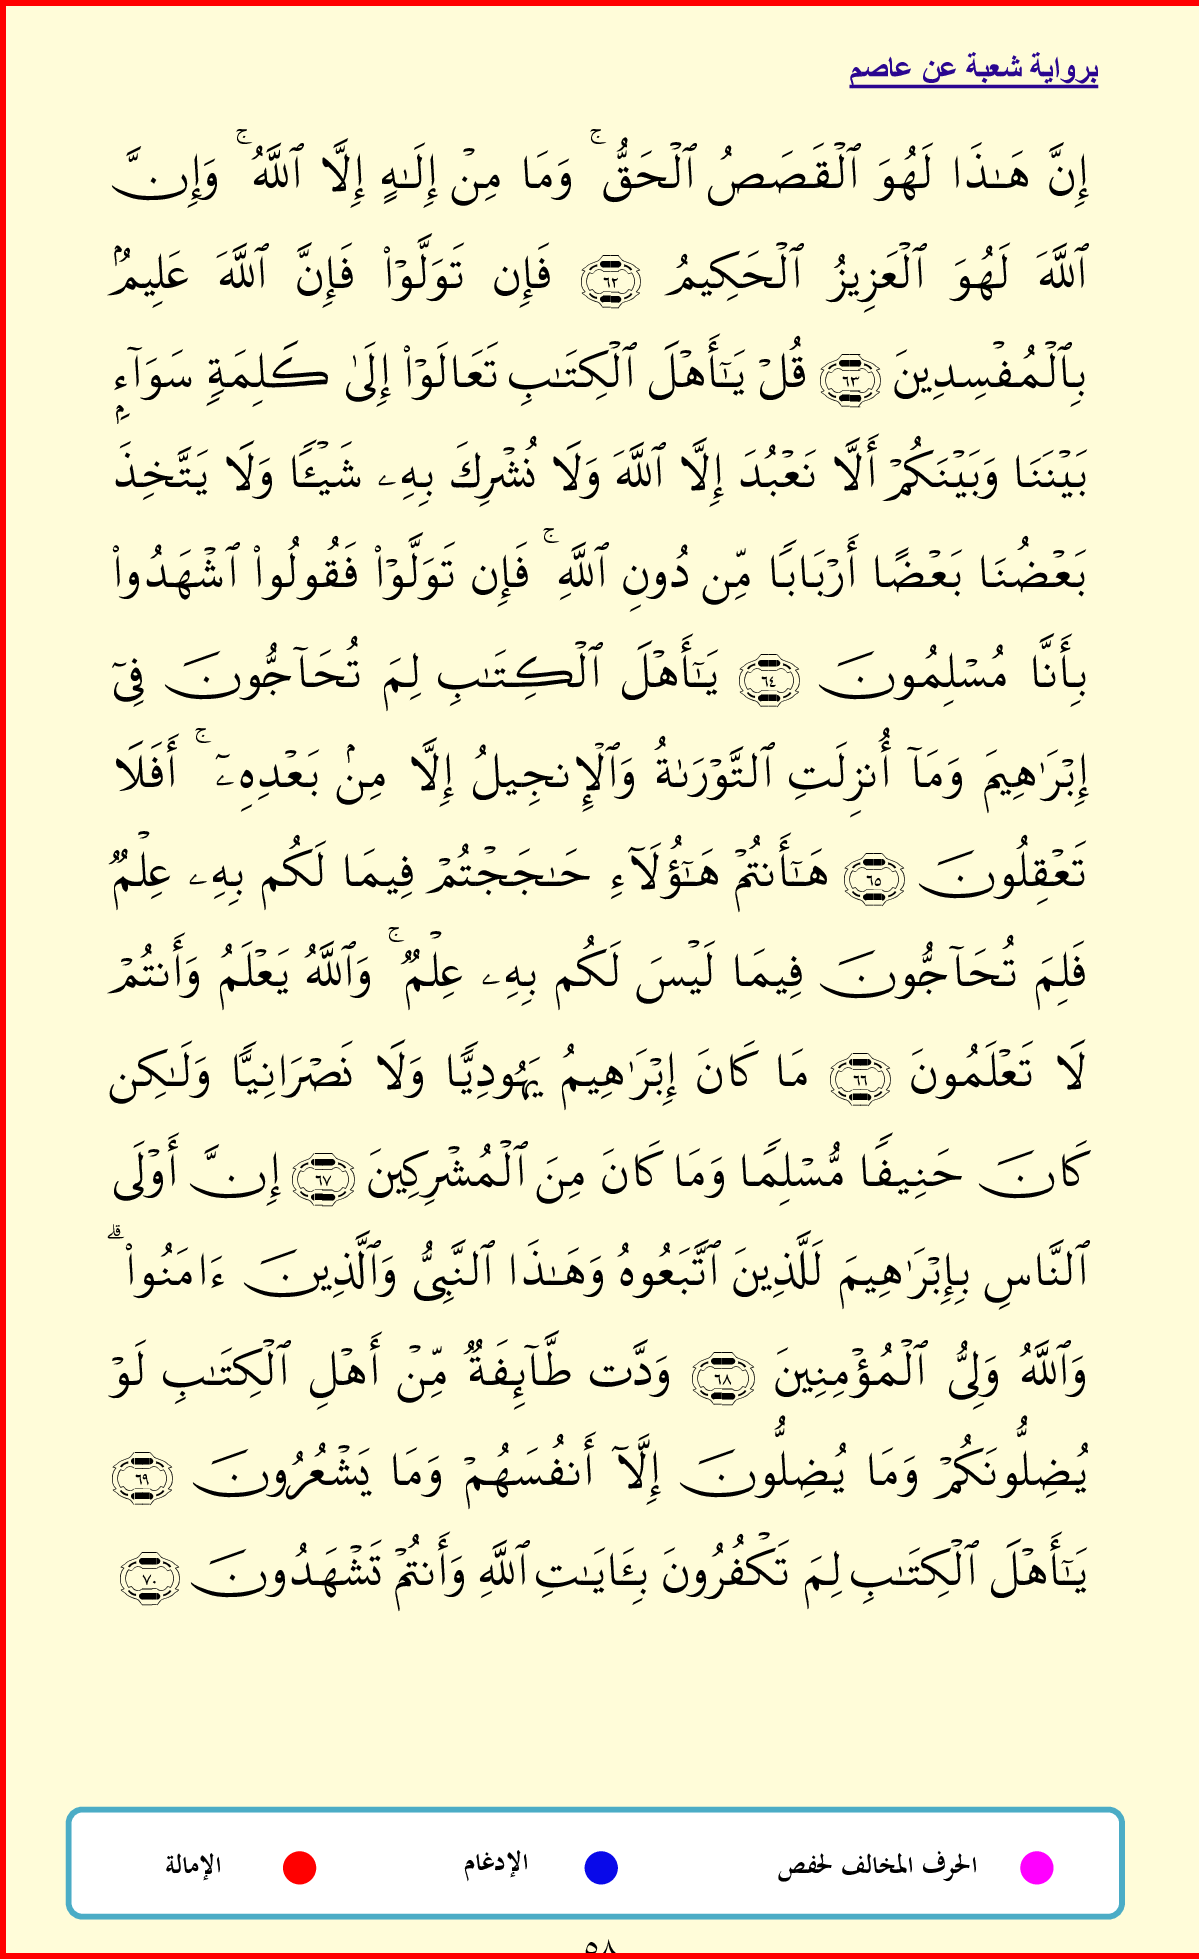 برواية شعبة عن عاصم
إِنَّ هَـٰذَا لَهُوَ ٱلۡقَصَصُ ٱلۡحَقُّۚ وَمَا مِنۡ إِلَـٰهٍ إِلَّا ٱللَّهُۚ وَإِنَّ
ٱللَّهَ لَهُوَ ٱلۡعَزِيزُ ٱلۡحَكِيمُ ٦٢ فَإِن تَوَلَّوۡا۟ فَإِنَّ ٱللَّهَ عَلِيمُۢ
بِٱلۡمُفۡسِدِينَ ٦٣ قُلۡ يَـٰٓأَهۡلَ ٱلۡكِتَـٰبِ تَعَالَوۡا۟ إِلَىٰ كَلِمَةٍ سَوَآءِۭ
بَيۡنَنَا وَبَيۡنَكُمۡ أَلَّا نَعۡبُدَ إِلَّا ٱللَّهَ وَلَا نُشۡرِكَ بِهِۦ شَيۡـًٔا وَلَا يَتَّخِذَ
بَعۡضُنَا بَعۡضًا أَرۡبَابًا مِّن دُونِ ٱللَّهِۚ فَإِن تَوَلَّوۡا۟ فَقُولُوا۟ ٱشۡهَدُوا۟
بِأَنَّا مُسۡلِمُونَ ٦٤ يَـٰٓأَهۡلَ ٱلۡكِتَـٰبِ لِمَ تُحَآجُّونَ فِىٓ
إِبۡرَٰهِيمَ وَمَآ أُنزِلَتِ ٱلتَّوۡرَىٰةُ وَٱلۡإِنجِيلُ إِلَّا مِنۢ بَعۡدِهِۦٓۚ أَفَلَا
تَعۡقِلُونَ ٦٥ هَـٰٓأَنتُمۡ هَـٰٓؤُلَآءِ حَـٰجَجۡتُمۡ فِيمَا لَكُم بِهِۦ عِلۡمٌ
فَلِمَ تُحَآجُّونَ فِيمَا لَيۡسَ لَكُم بِهِۦ عِلۡمٌۚ وَٱللَّهُ يَعۡلَمُ وَأَنتُمۡ
لَا تَعۡلَمُونَ ٦٦ مَا كَانَ إِبۡرَٰهِيمُ يَهُودِيًّا وَلَا نَصۡرَانِيًّا وَلَـٰكِن
كَانَ حَنِيفًا مُّسۡلِمًا وَمَا كَانَ مِنَ ٱلۡمُشۡرِكِينَ ٦٧ إِنَّ أَوۡلَى
ٱلنَّاسِ بِإِبۡرَٰهِيمَ لَلَّذِينَ ٱتَّبَعُوهُ وَهَـٰذَا ٱلنَّبِىُّ وَٱلَّذِينَ ءَامَنُوا۟ۗ
وَٱللَّهُ وَلِىُّ ٱلۡمُؤۡمِنِينَ ٦٨ وَدَّت طَّآئِفَةٌ مِّنۡ أَهۡلِ ٱلۡكِتَـٰبِ لَوۡ
يُضِلُّونَكُمۡ وَمَا يُضِلُّونَ إِلَّآ أَنفُسَهُمۡ وَمَا يَشۡعُرُونَ ٦٩
يَـٰٓأَهۡلَ ٱلۡكِتَـٰبِ لِمَ تَكۡفُرُونَ بِـَٔايَـٰتِ ٱللَّهِ وَأَنتُمۡ تَشۡهَدُونَ ٧٠
الحرف المخالف لحفص الإدغام الإمالة
٥٨